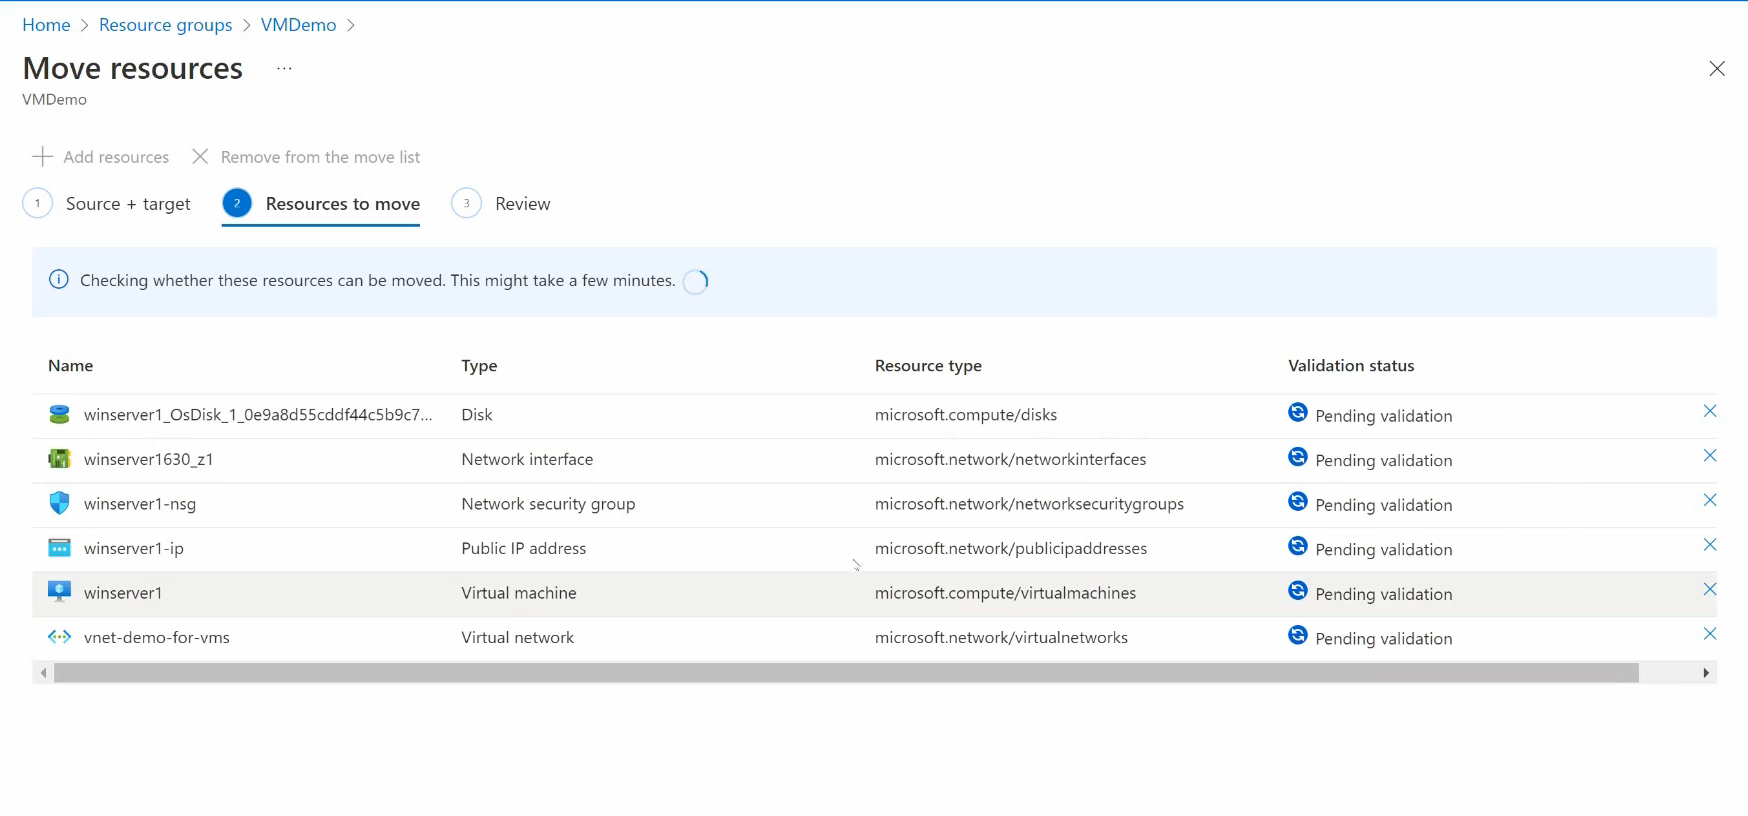 Home > Resource groups > VMDemo >
Move resources ...
VMDemo
Add resources Remove from the move list
1 Source + target 2 Resources to move 3 Review
Checking whether these resources can be moved. This might take a few minutes.
Name Type Resource type Validation status
winserver1_OsDisk_1_0e9a8d55cddf44c5b9c7... Disk microsoft.compute/disks Pending validation
winserver1630_z1 Network interface microsoft.network/networkinterfaces Pending validation
winserver1-nsg Network security group microsoft.network/networksecuritygroups Pending validation
winserver1-ip Public IP address microsoft.network/publicipaddresses Pending validation
winserver1 Virtual machine microsoft.compute/virtualmachines Pending validation
vnet-demo-for-vms Virtual network microsoft.network/virtualnetworks Pending validation